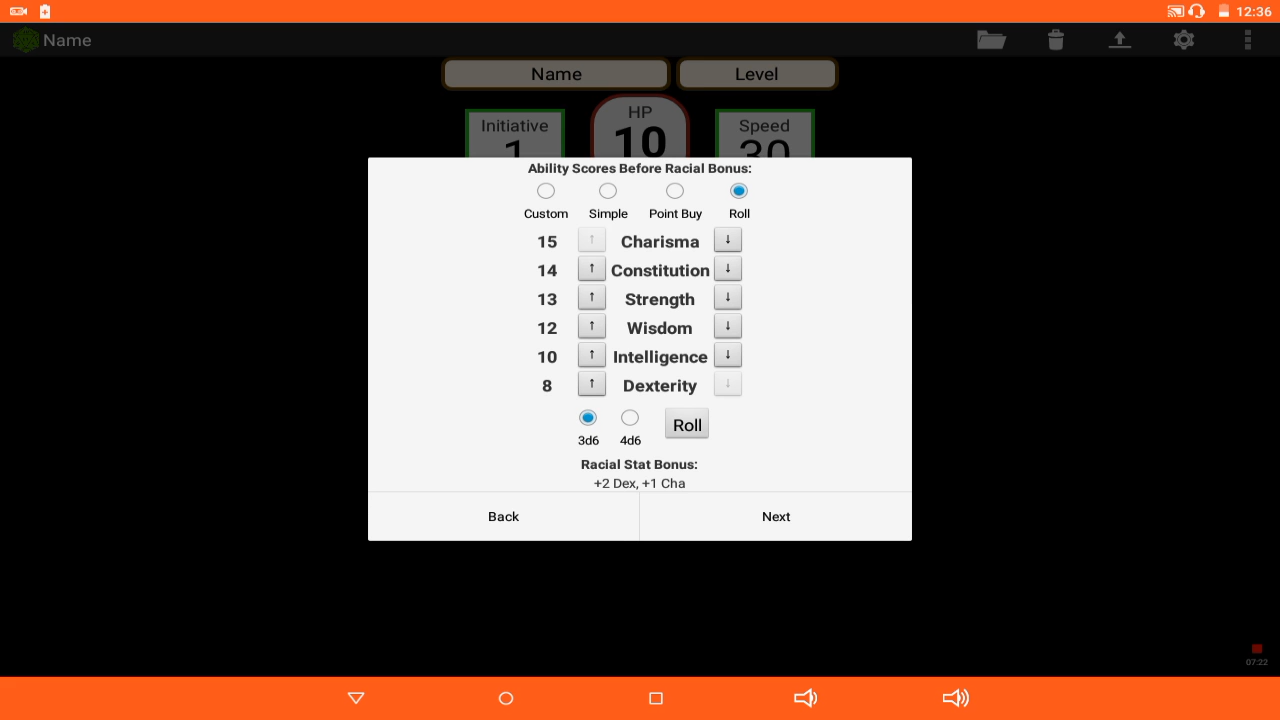 12:36
Name
Name Level
Initiative HP Speed
1 10 30
Ability Scores Before Racial Bonus:
Custom Simple Point Buy Roll
15 ↑ Charisma ↓
14 ↑ Constitution ↓
13 ↑ Strength ↓
12 ↑ Wisdom ↓
10 ↑ Intelligence ↓
8 ↑ Dexterity ↓
3d6 4d6 Roll
Racial Stat Bonus:
+2 Dex, +1 Cha
Back Next
07:22